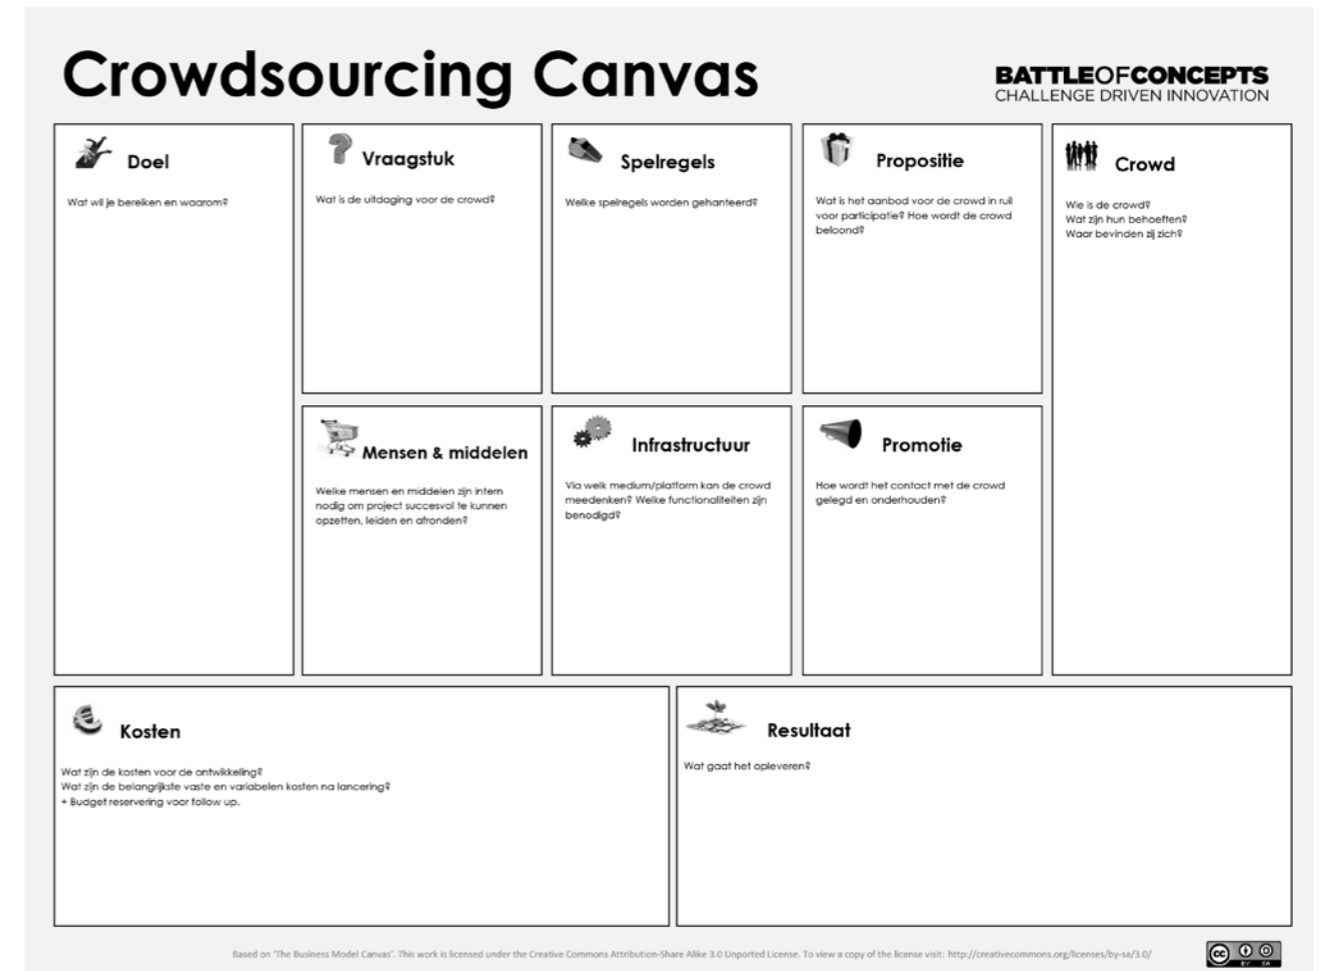 Crowdsourcing Canvas
BATTLEOFCONCEPTS
CHALLENGE DRIVEN INNOVATION
Doel
Wat wil je bereiken en waarom?
Vraagstuk
Wat is de uitdaging voor de crowd?
Spelregels
Welke spelregels worden gehanteerd?
Propositie
Wat is het aanbod voor de crowd in ruil
voor participatie? Hoe wordt de crowd
beloond?
Crowd
Wie is de crowd?
Wat zijn hun behoeften?
Waar bevinden zij zich?
Mensen & middelen
Welke mensen en middelen zijn intern
nodig om project succesvol te kunnen
opzetten, leiden en afronden?
Infrastructuur
Via welk medium/platform kan de crowd
meedenken? Welke functionaliteiten zijn
benodigd?
Promotie
Hoe wordt het contact met de crowd
gelegd en onderhouden?
Kosten
Wat zijn de kosten voor de ontwikkeling?
Wat zijn de belangrijkste vaste en variabelen kosten na lancering?
+ Budget reservering voor follow up.
Resultaat
Wat gaat het opleveren?
Based on 'The Business Model Canvas'. This work is licensed under the Creative Commons Attribution-Share Alike 3.0 Unported License. To view a copy of the license visit: http://creativecommons.org/licenses/by-sa/3.0/
cc
BY SA